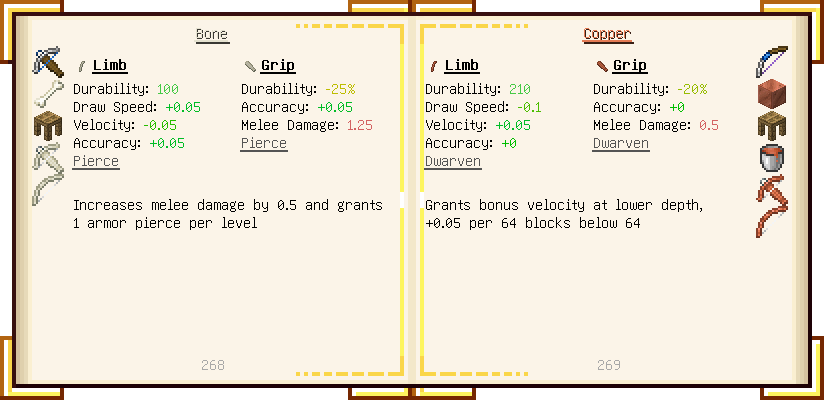 Bone
Limb
Durability: 100
Draw Speed: +0.05
Velocity: -0.05
Accuracy: +0.05
Pierce
Grip
Durability: -25%
Accuracy: +0.05
Melee Damage: 1.25
Pierce
Increases melee damage by 0.5 and grants
1 armor pierce per level
268
Copper
Limb
Durability: 210
Draw Speed: -0.1
Velocity: +0.05
Accuracy: +0
Dwarven
Grip
Durability: -20%
Accuracy: +0
Melee Damage: 0.5
Dwarven
Grants bonus velocity at lower depth,
+0.05 per 64 blocks below 64
269